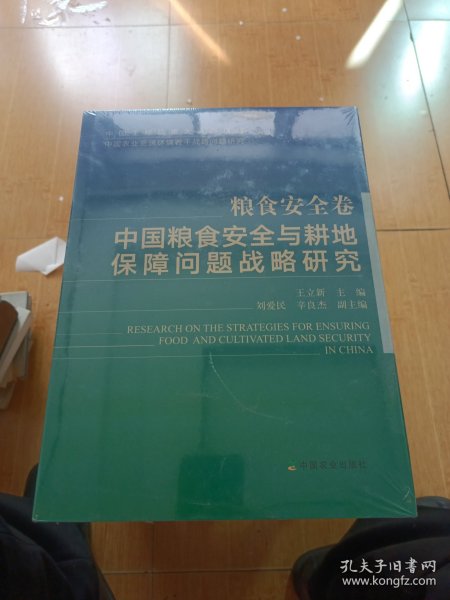 粮食安全卷
中国粮食安全与耕地
保障问题战略研究
王立新 主 编
刘爱民 辛良杰 副主编
RESEARCH ON THE STRATEGIES FOR ENSURING
FOOD AND CULTIVATED LAND SECURITY
IN CHINA
中国农业出版社
孔夫子旧书网
www.kongfz.com